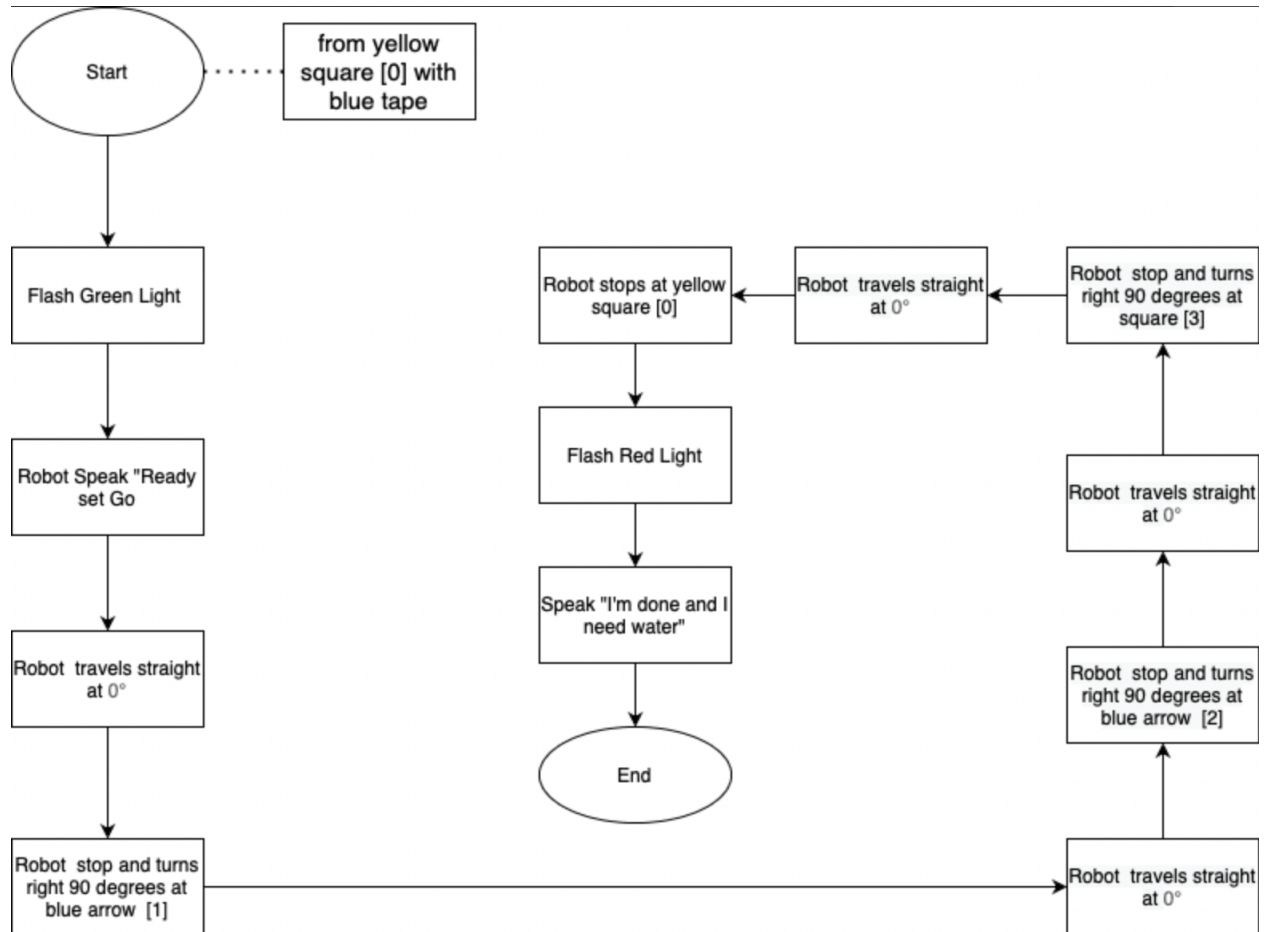 Start
from yellow
square [0] with
blue tape
Flash Green Light
Robot Speak "Ready
set Go
Robot travels straight
at 0°
Robot stop and turns
right 90 degrees at
blue arrow [1]
Robot travels straight
at 0°
Robot stop and turns
right 90 degrees at
blue arrow [2]
Robot travels straight
at 0°
Robot stop and turns
right 90 degrees at
square [3]
Robot travels straight
at 0°
Robot stops at yellow
square [0]
Flash Red Light
Speak "I'm done and I
need water"
End